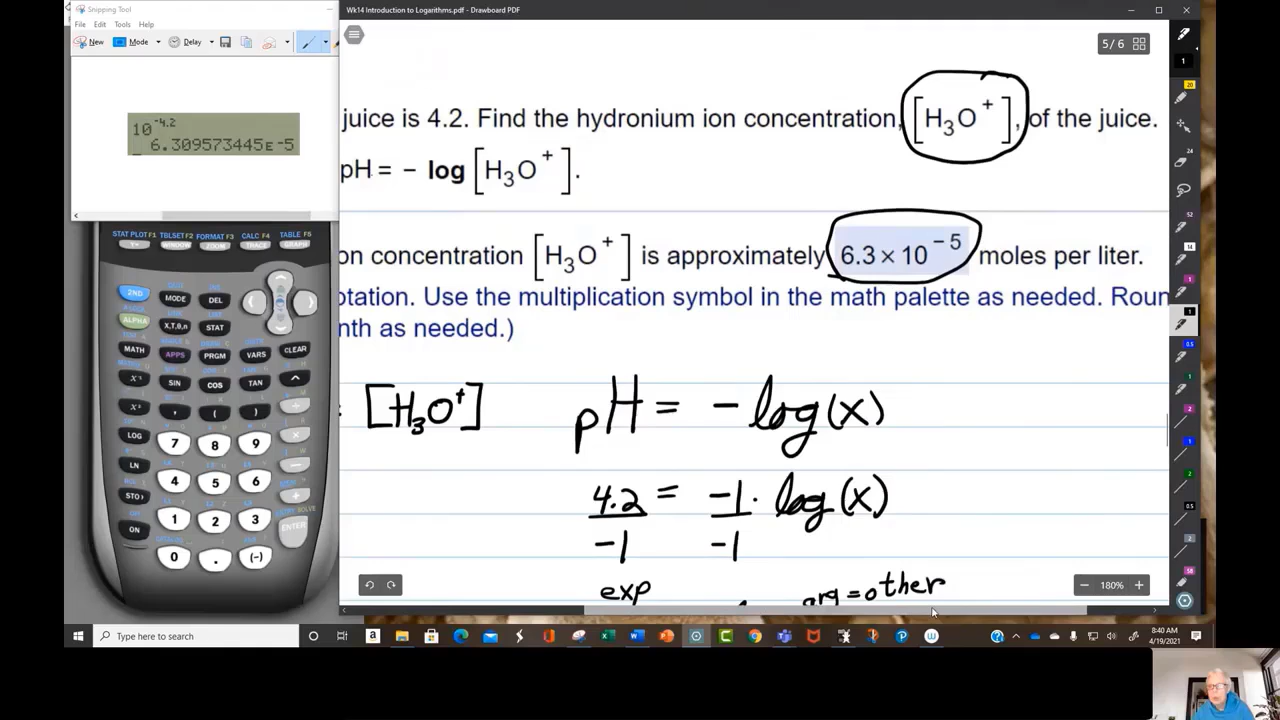 Snipping Tool
File Edit Tools Help
New Mode Delay
10^-4.2
6.309573445E-5
Wk14 Introduction to Logarithms.pdf - Drawboard PDF
5/6
juice is 4.2. Find the hydronium ion concentration, [H₃O⁺], of the juice.
pH = − log [H₃O⁺].
on concentration [H₃O⁺] is approximately 6.3 × 10⁻⁵ moles per liter.
otation. Use the multiplication symbol in the math palette as needed. Roun
nth as needed.)
[H₃O⁺] pH = − log(x)
4.2 = −1 · log(x)
−1 −1
exp arg = other
180%
STAT PLOT F1 TBLSET F2 FORMAT F3 CALC F4 TABLE F5
Y= WINDOW ZOOM TRACE GRAPH
2ND MODE DEL
ALPHA X,T,θ,n STAT
MATH APPS PRGM VARS CLEAR
SIN COS TAN ^
, ( )
LOG 7 8 9
LN 4 5 6
STO 1 2 3 ENTER
ON 0 . (-)
Type here to search
8:40 AM
4/19/2021